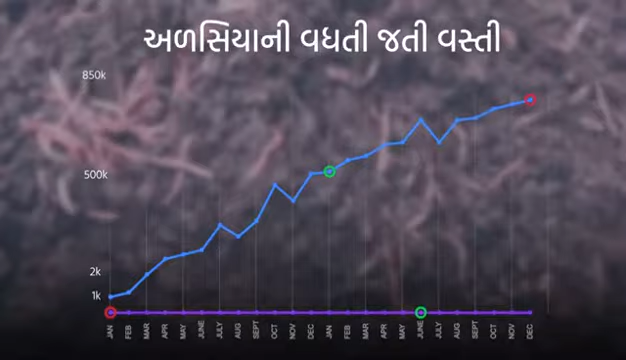 અળસિયાની વધતી જતી વસ્તી
850k
500k
2k
1k
JAN FEB MAR APR MAY JUNE JULY AUG SEPT OCT NOV DEC JAN FEB MAR APR MAY JUNE JULY AUG SEPT OCT NOV DEC